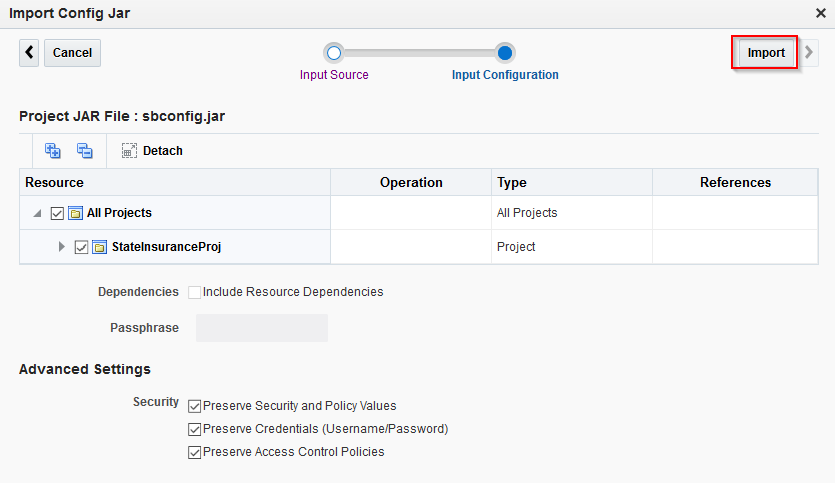 Import Config Jar
Cancel
Import
Input Source
Input Configuration
Project JAR File : sbconfig.jar
Detach
Resource Operation Type References
All Projects All Projects
StateInsuranceProj Project
Dependencies Include Resource Dependencies
Passphrase
Advanced Settings
Security Preserve Security and Policy Values
Preserve Credentials (Username/Password)
Preserve Access Control Policies